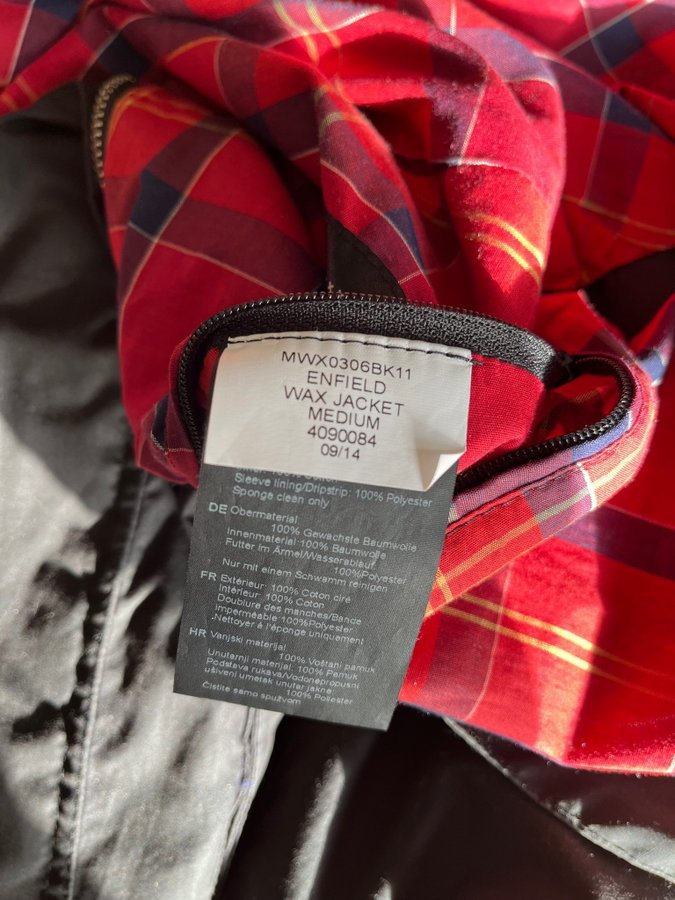 MWX0306BK11
ENFIELD
WAX JACKET
MEDIUM
4090084
09/14
100% Cotton
Sleeve lining/Dripstrip: 100% Polyester
Sponge clean only
DE Obermaterial
100% Gewachste Baumwolle
Innenmaterial:100% Baumwolle
Futter im Ärmel/Wasserablauf
100%Polyester
Nur mit einem Schwamm reinigen
FR Extérieur: 100% Coton ciré
Intérieur: 100% Coton
Doublure des manches/Bande
imperméable 100%Polyester
Nettoyer à l'éponge uniquement
HR Vanjski materijal
100% Voštani pamuk
Unutarnji materijal: 100% Pamuk
Podstava rukava/Vodonepropusni
ušiveni umetak unutar jakne:
100% Poliester
Čistite samo spužvom